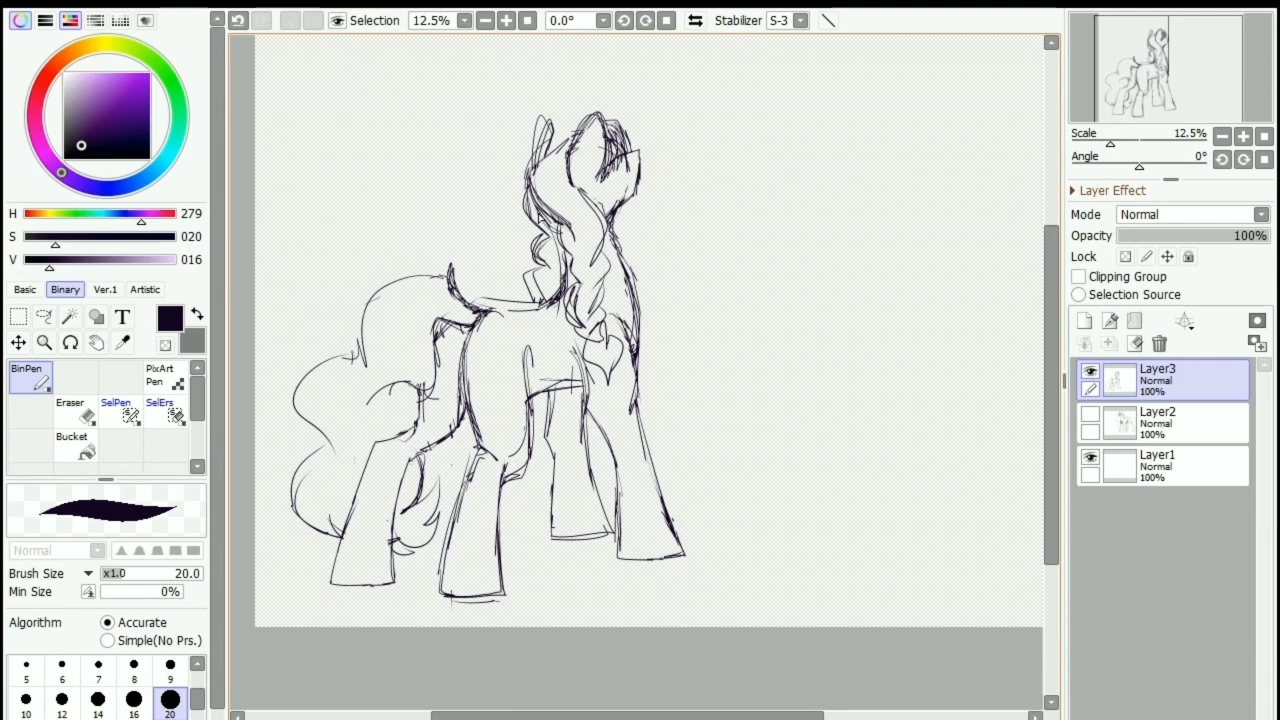 Selection 12.5% 0.0° Stabilizer S-3
H 279
S 020
V 016
Basic Binary Ver.1 Artistic
T
BinPen PixArt
Pen
Eraser SelPen SelErs
Bucket
Normal
Brush Size x1.0 20.0
Min Size 0%
Algorithm Accurate
Simple(No Prs.)
5 6 7 8 9
10 12 14 16 20
Scale 12.5%
Angle 0°
Layer Effect
Mode Normal
Opacity 100%
Lock
Clipping Group
Selection Source
Layer3
Normal
100%
Layer2
Normal
100%
Layer1
Normal
100%